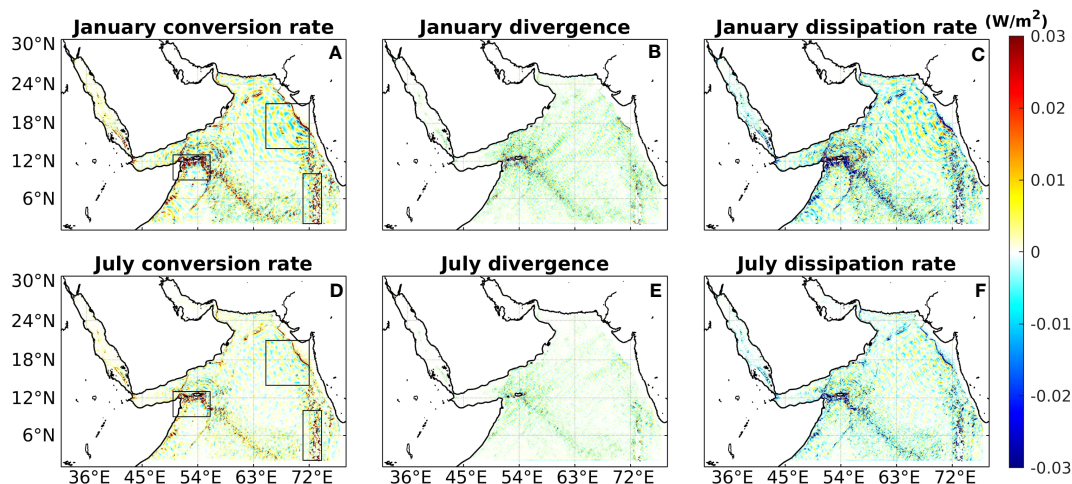 January conversion rate January divergence January dissipation rate (W/m²)
30°N A B C 0.03
24°N
0.02
18°N
0.01
12°N
6°N
0
July conversion rate July divergence July dissipation rate
30°N D E F
24°N -0.01
18°N
12°N -0.02
6°N
-0.03
36°E 45°E 54°E 63°E 72°E 36°E 45°E 54°E 63°E 72°E 36°E 45°E 54°E 63°E 72°E